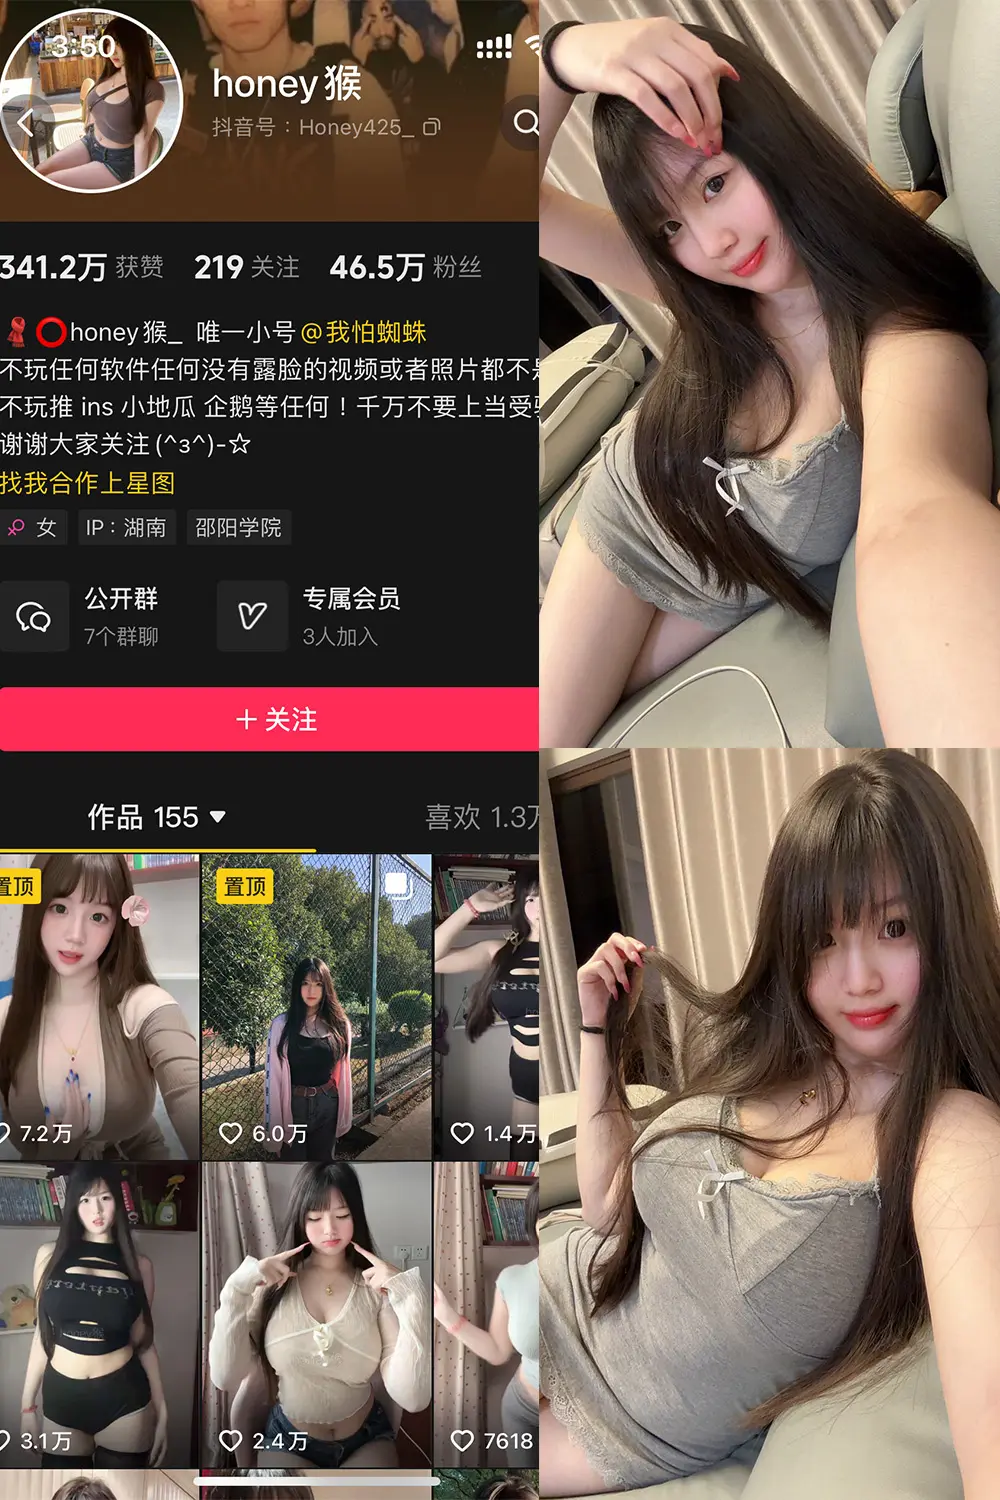 3:50
honey猴
抖音号：Honey425_
341.2万 获赞 219 关注 46.5万 粉丝
honey猴_ 唯一小号@我怕蜘蛛
不玩任何软件任何没有露脸的视频或者照片都不
不玩推 ins 小地瓜 企鹅等任何！千万不要上当受
谢谢大家关注(^з^)-☆
找我合作上星图
女 IP：湖南 邵阳学院
公开群 专属会员
7个群聊 3人加入
+ 关注
作品 155 喜欢 1.3
置顶 置顶
7.2万 6.0万 1.4万
3.1万 2.4万 7618